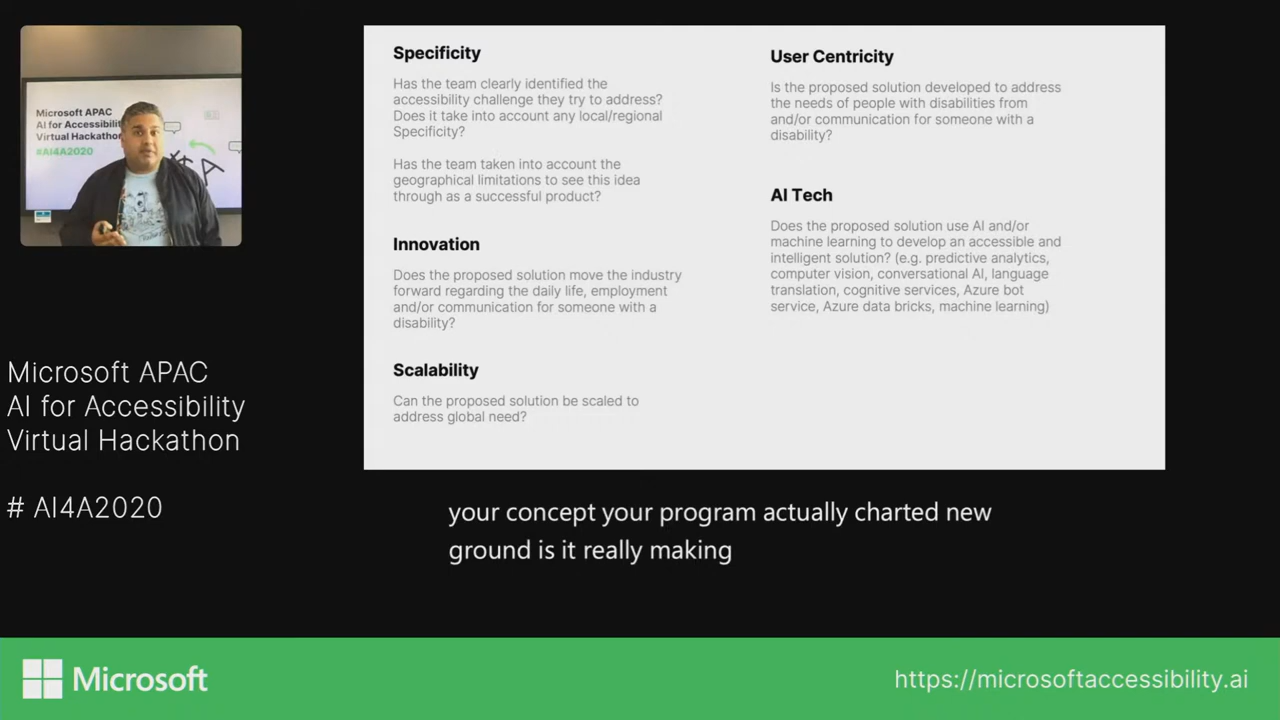 Microsoft APAC
AI for Accessibility
Virtual Hackathon
#AI4A2020
Specificity
Has the team clearly identified the
accessibility challenge they try to address?
Does it take into account any local/regional
Specificity?
Has the team taken into account the
geographical limitations to see this idea
through as a successful product?
Innovation
Does the proposed solution move the industry
forward regarding the daily life, employment
and/or communication for someone with a
disability?
Scalability
Can the proposed solution be scaled to
address global need?
User Centricity
Is the proposed solution developed to address
the needs of people with disabilities from
and/or communication for someone with a
disability?
AI Tech
Does the proposed solution use AI and/or
machine learning to develop an accessible and
intelligent solution? (e.g. predictive analytics,
computer vision, conversational AI, language
translation, cognitive services, Azure bot
service, Azure data bricks, machine learning)
Microsoft APAC
AI for Accessibility
Virtual Hackathon
# AI4A2020
your concept your program actually charted new
ground is it really making
Microsoft
https://microsoftaccessibility.ai